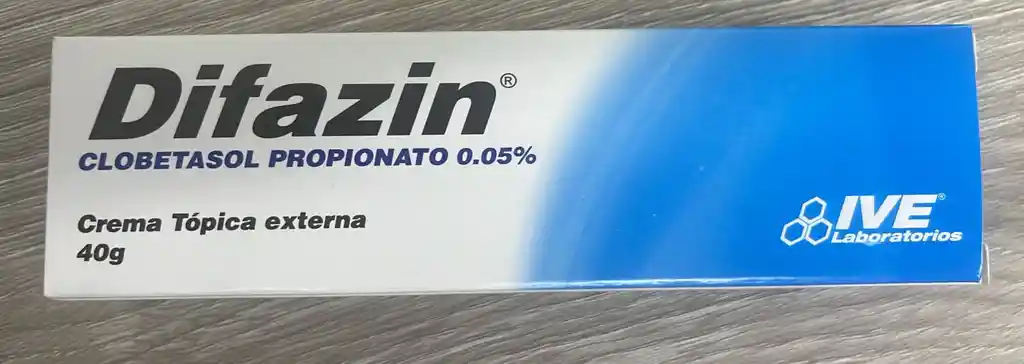 Difazin®
CLOBETASOL PROPIONATO 0.05%
Crema Tópica externa
40g
IVE®
Laboratorios